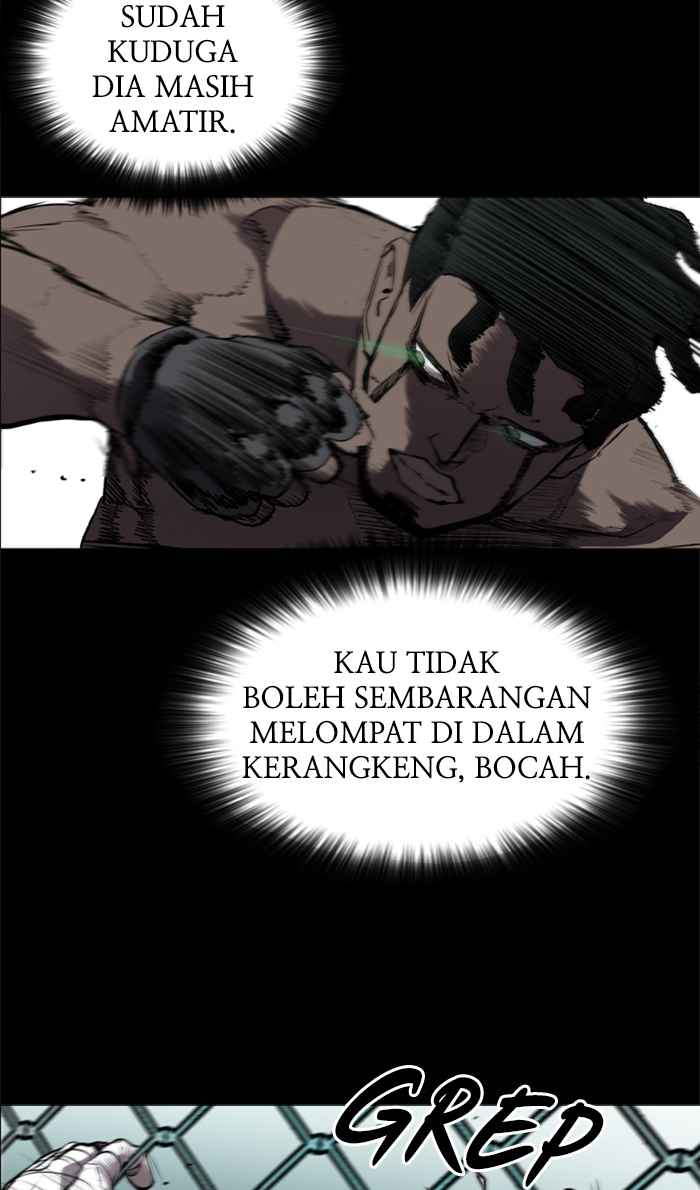 SUDAH
KUDUGA
DIA MASIH
AMATIR.
KAU TIDAK
BOLEH SEMBARANGAN
MELOMPAT DI DALAM
KERANGKENG, BOCAH.
GREP